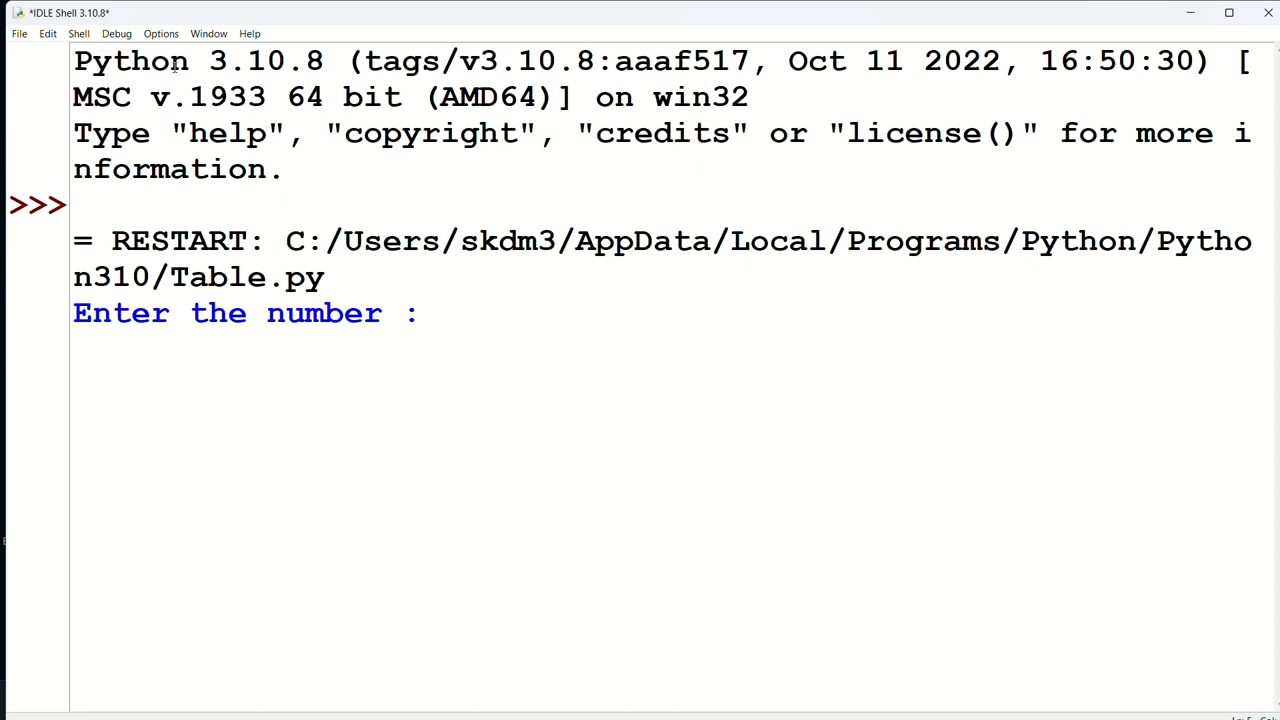 *IDLE Shell 3.10.8*
File Edit Shell Debug Options Window Help
Python 3.10.8 (tags/v3.10.8:aaaf517, Oct 11 2022, 16:50:30) [
MSC v.1933 64 bit (AMD64)] on win32
Type "help", "copyright", "credits" or "license()" for more i
nformation.
>>>
= RESTART: C:/Users/skdm3/AppData/Local/Programs/Python/Pytho
n310/Table.py
Enter the number :